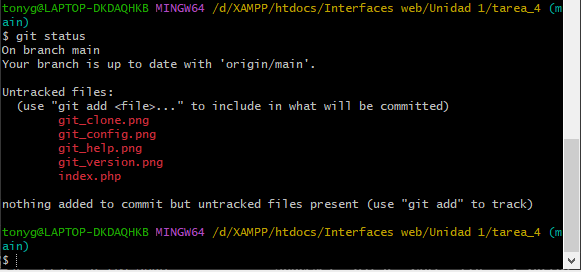 tonyg@LAPTOP-DKDAQHKB MINGW64 /d/XAMPP/htdocs/Interfaces web/Unidad 1/tarea_4 (m
ain)
$ git status
On branch main
Your branch is up to date with 'origin/main'.
Untracked files:
(use "git add <file>..." to include in what will be committed)
git_clone.png
git_config.png
git_help.png
git_version.png
index.php
nothing added to commit but untracked files present (use "git add" to track)
tonyg@LAPTOP-DKDAQHKB MINGW64 /d/XAMPP/htdocs/Interfaces web/Unidad 1/tarea_4 (m
ain)
$